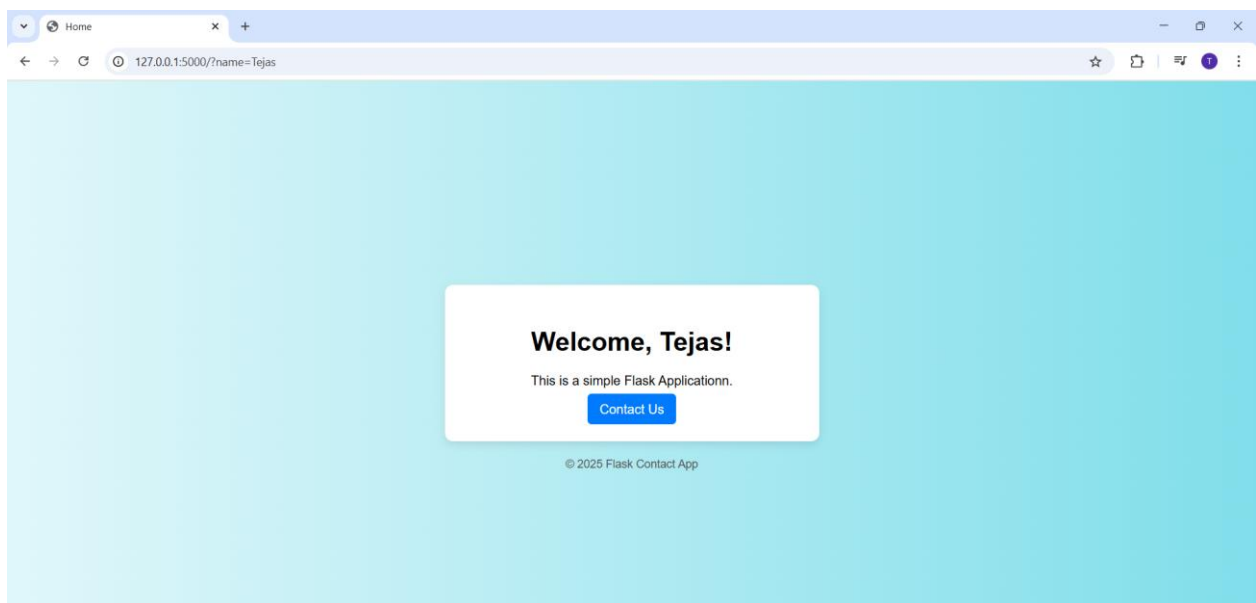 Home
127.0.0.1:5000/?name=Tejas
T
Welcome, Tejas!
This is a simple Flask Applicationn.
Contact Us
© 2025 Flask Contact App